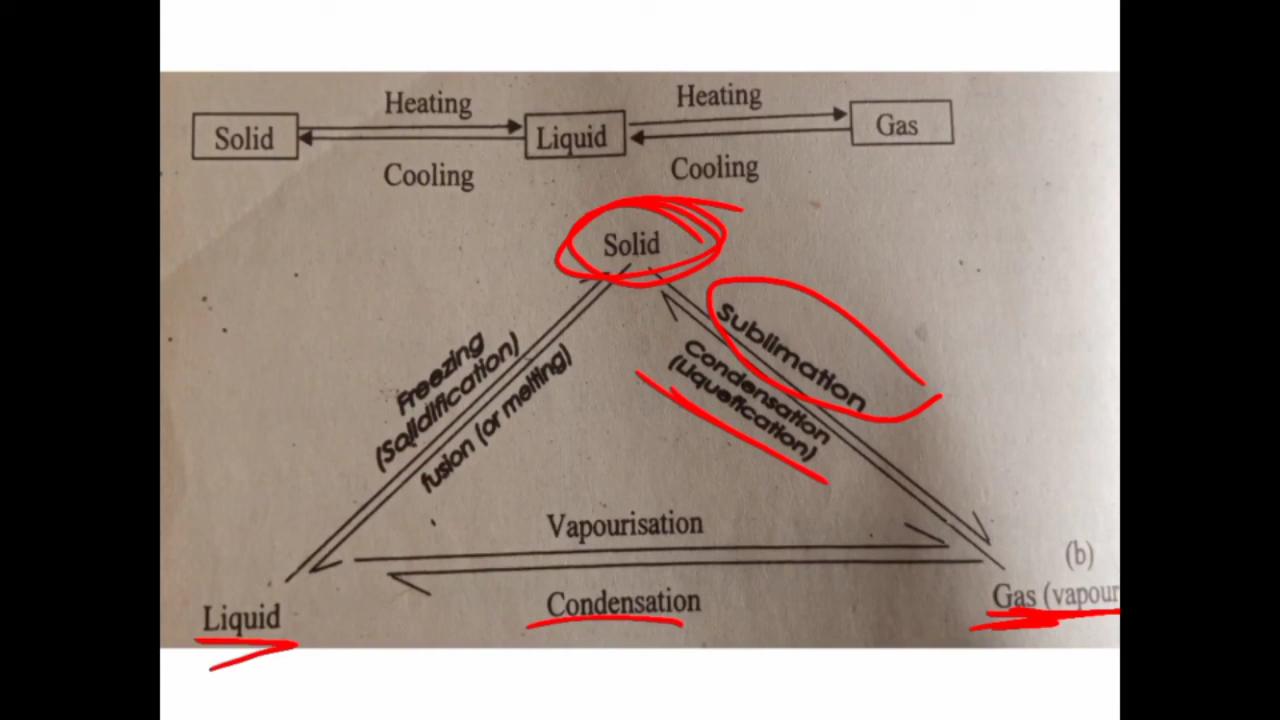 Heating
Heating
Solid
Liquid
Gas
Cooling
Cooling
Solid
Sublimation
Condensation
(Liquefication)
Freezing
(Solidification)
fusion (or melting)
Vapourisation
(b)
Condensation
Gas (vapour
Liquid